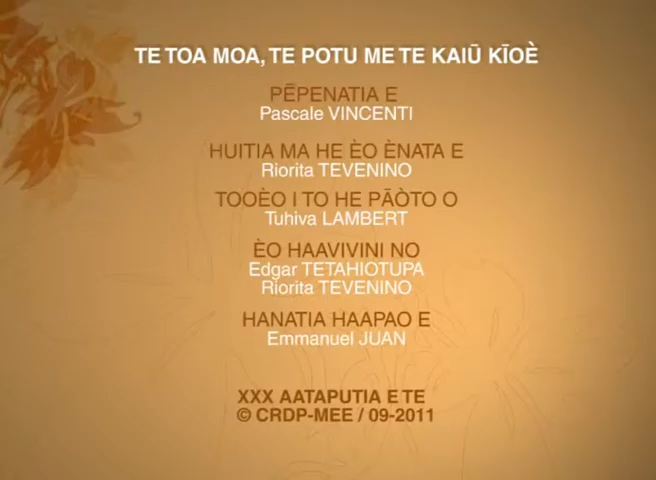 TE TOA MOA, TE POTU ME TE KAIŪ KĪOÈ
PĒPENATIA E
Pascale VINCENTI
HUITIA MA HE ÈO ÈNATA E
Riorita TEVENINO
TOOÈO I TO HE PĀÒTO O
Tuhiva LAMBERT
ÈO HAAVIVINI NO
Edgar TETAHIOTUPA
Riorita TEVENINO
HANATIA HAAPAO E
Emmanuel JUAN
XXX AATAPUTIA E TE
© CRDP-MEE / 09-2011